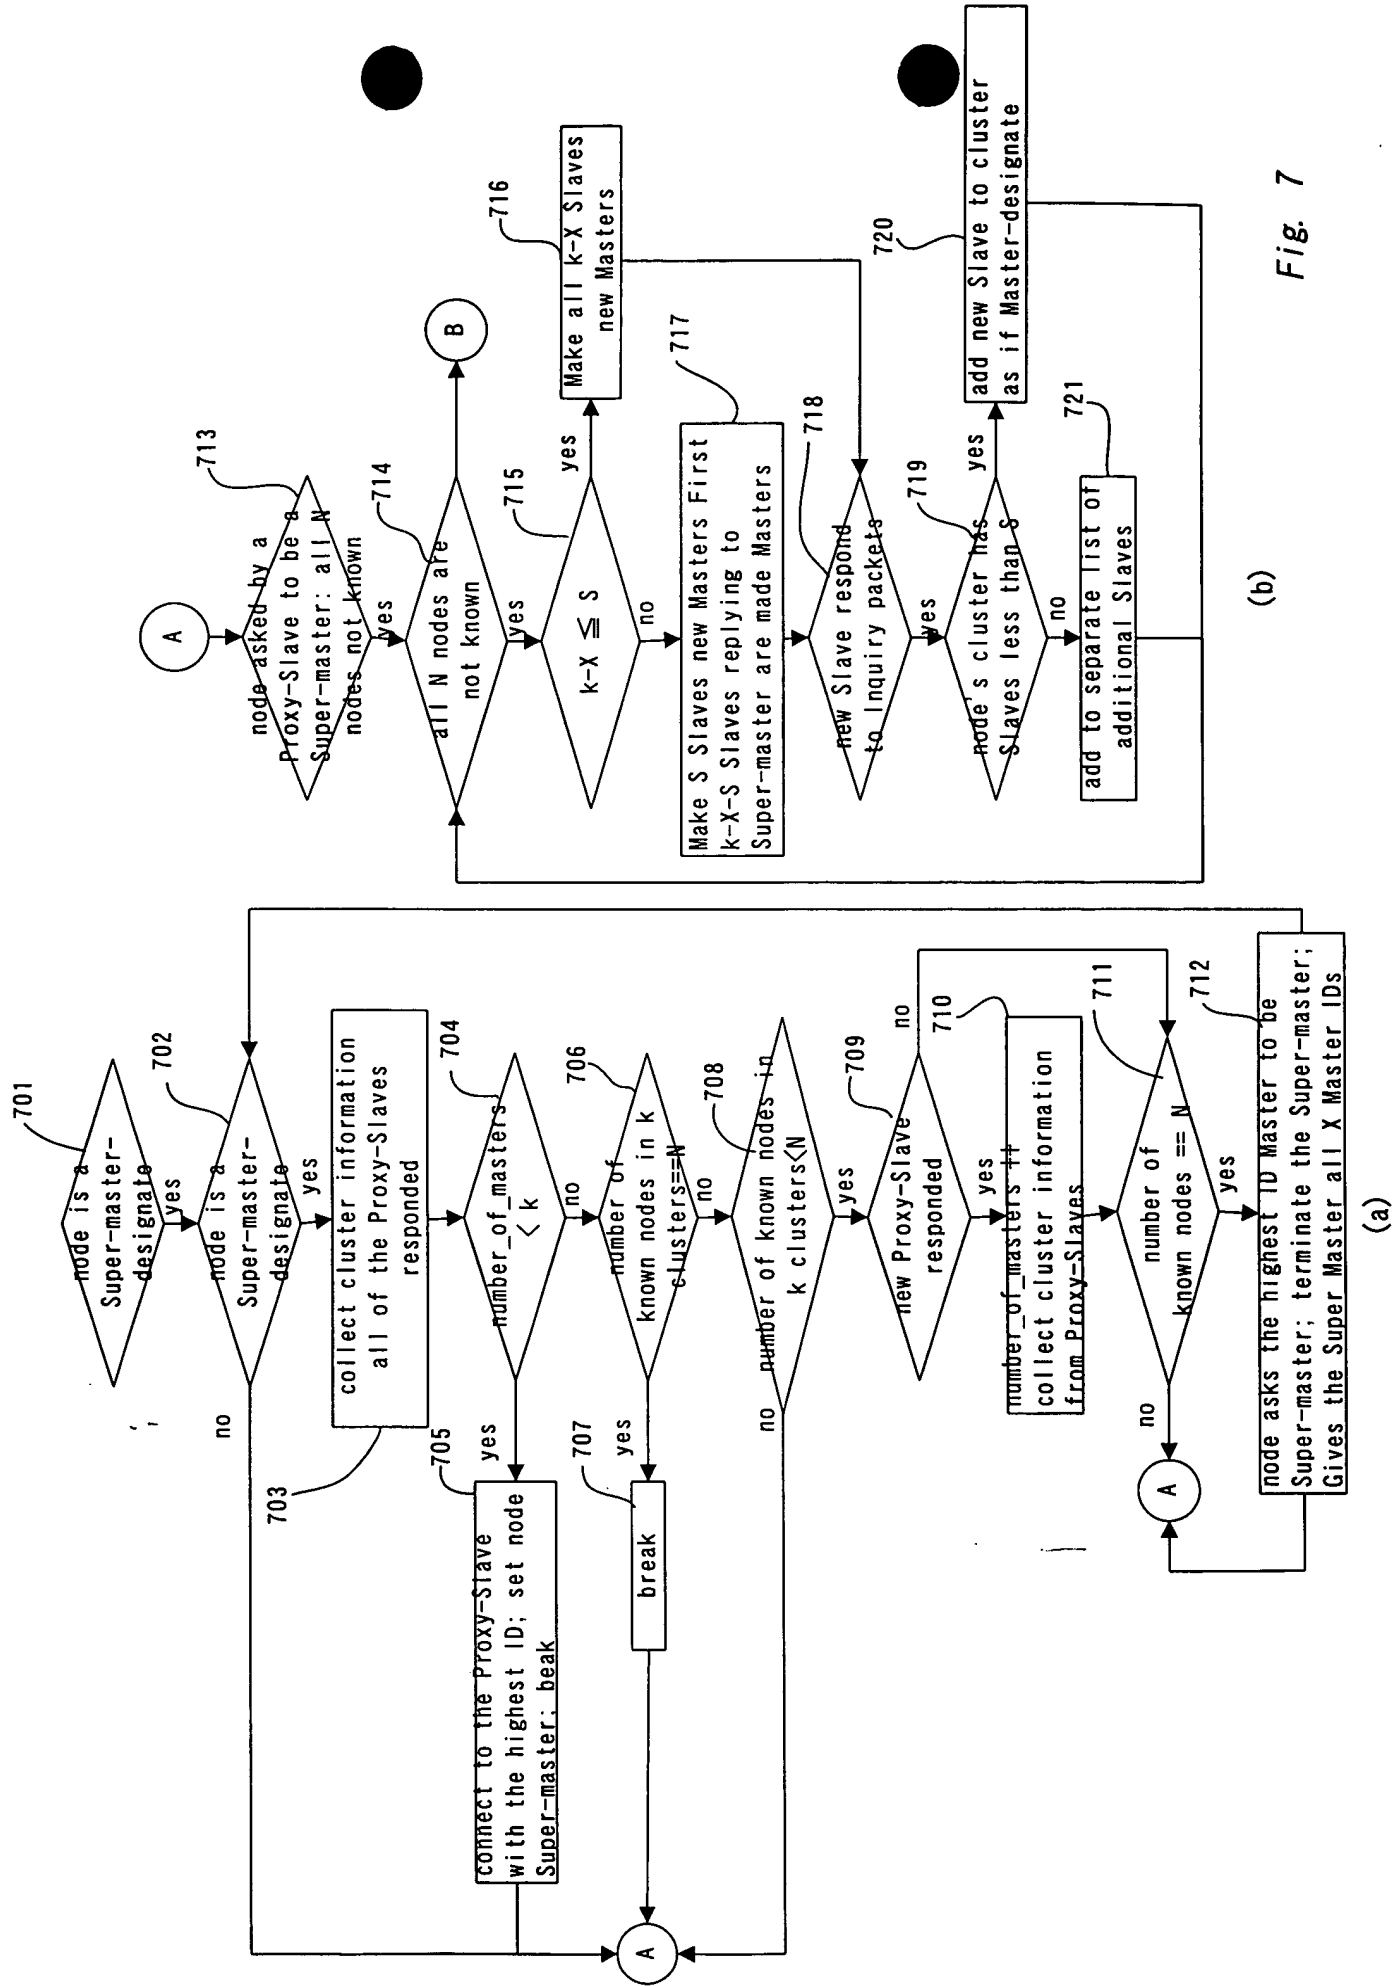 701
node is a
Super-master-
designate
yes
702
node is a
Super-master-
designate
no
yes
703
collect cluster information
all of the Proxy-Slaves
responded
704
number_of_masters
< k
yes
no
705
connect to the Proxy-Slave
with the highest ID; set node
Super-master; beak
706
number of
known nodes in k
clusters==N
yes
no
707
break
708
number of known nodes in
k clusters<N
no
yes
A
709
new Proxy-Slave
responded
no
yes
710
number_of_masters ++
collect cluster information
from Proxy-Slaves
711
number of
known nodes == N
no
yes
A
712
node asks the highest ID Master to be
Super-master; terminate the Super-master;
Gives the Super Master all X Master IDs
(a)
A
713
node asked by a
Proxy-Slave to be a
Super-master: all N
nodes not known
yes
714
all N nodes are
not known
B
yes
715
k-X ≦ S
yes
no
716
Make all k-X Slaves
new Masters
717
Make S Slaves new Masters First
k-X-S Slaves replying to
Super-master are made Masters
718
new Slave respond
to Inquiry packets
yes
719
node's cluster has
Slaves less than S
yes
no
720
add new Slave to cluster
as if Master-designate
721
add to separate list of
additional Slaves
(b)
Fig. 7